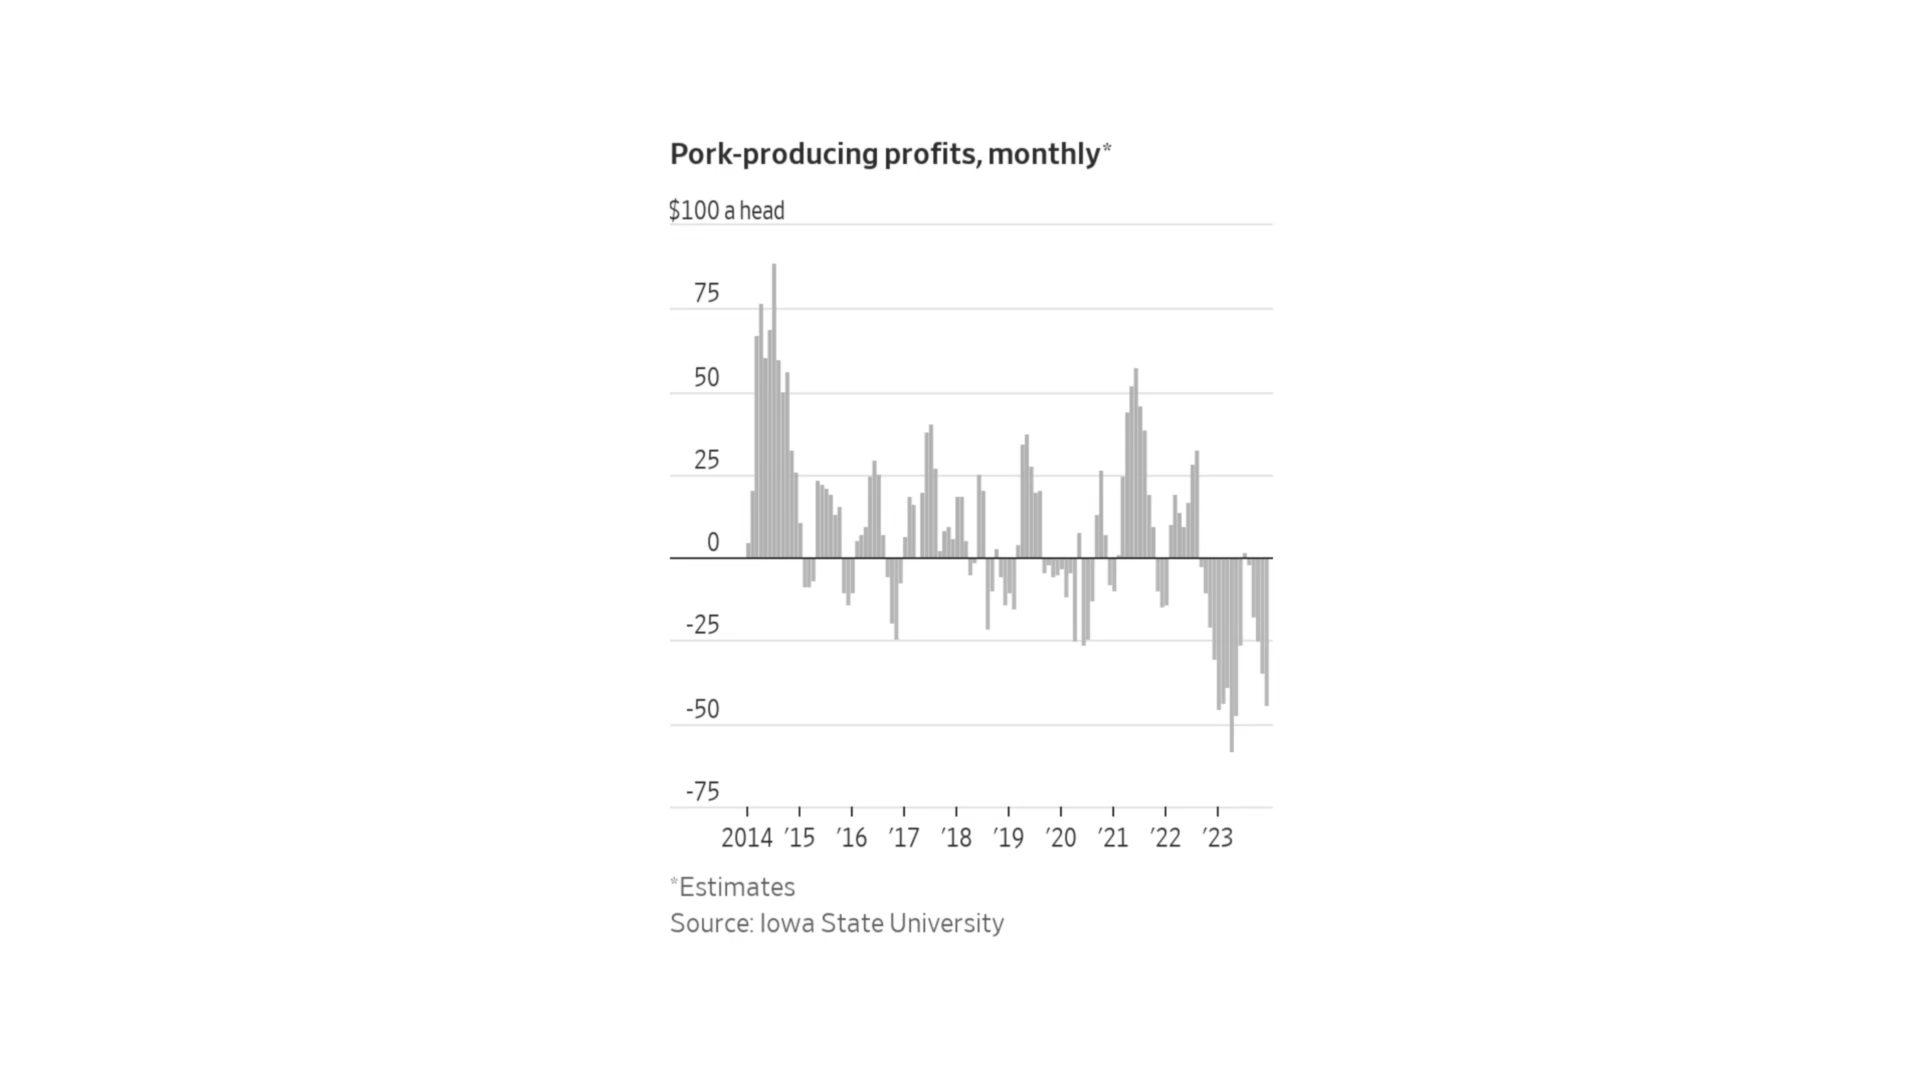 Pork-producing profits, monthly*
$100 a head
75
50
25
0
-25
-50
-75
2014 ’15 ’16 ’17 ’18 ’19 ’20 ’21 ’22 ’23
*Estimates
Source: Iowa State University